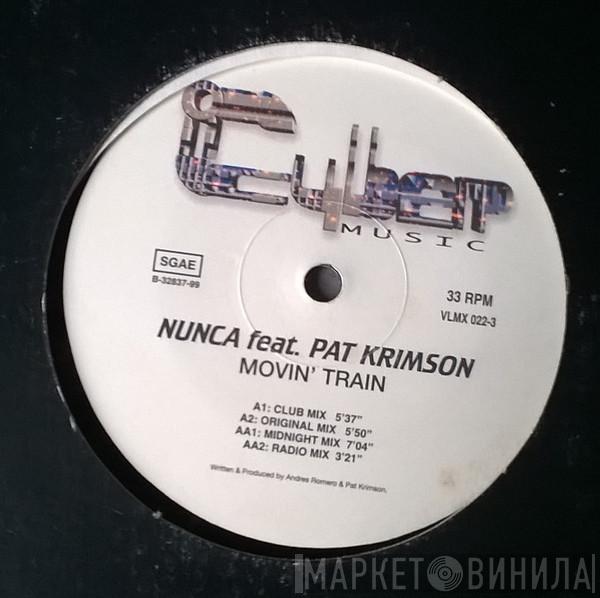 Cyber
MUSIC
SGAE
B-32837-99
33 RPM
VLMX 022-3
NUNCA feat. PAT KRIMSON
MOVIN' TRAIN
A1: CLUB MIX 5'37"
A2: ORIGINAL MIX 5'50"
AA1: MIDNIGHT MIX 7'04"
AA2: RADIO MIX 3'21"
Written & Produced by Andres Romero & Pat Krimson.
МАРКЕТ ВИНИЛА